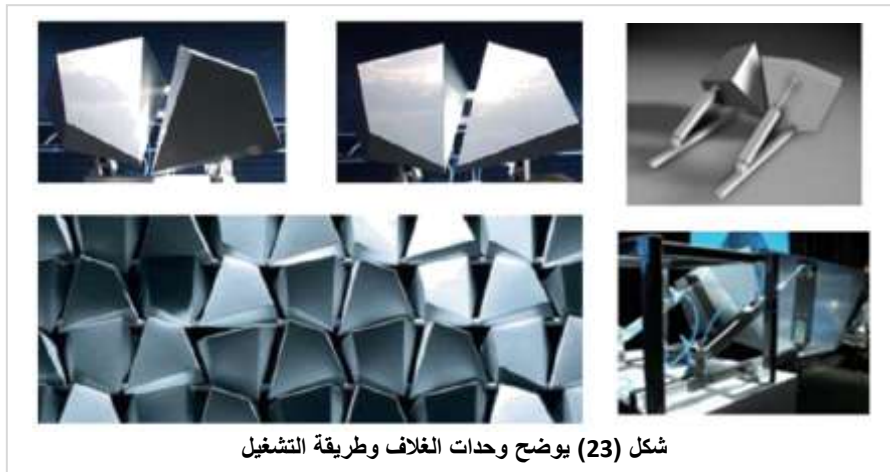 شكل (23) يوضح وحدات الغلاف وطريقة التشغيل